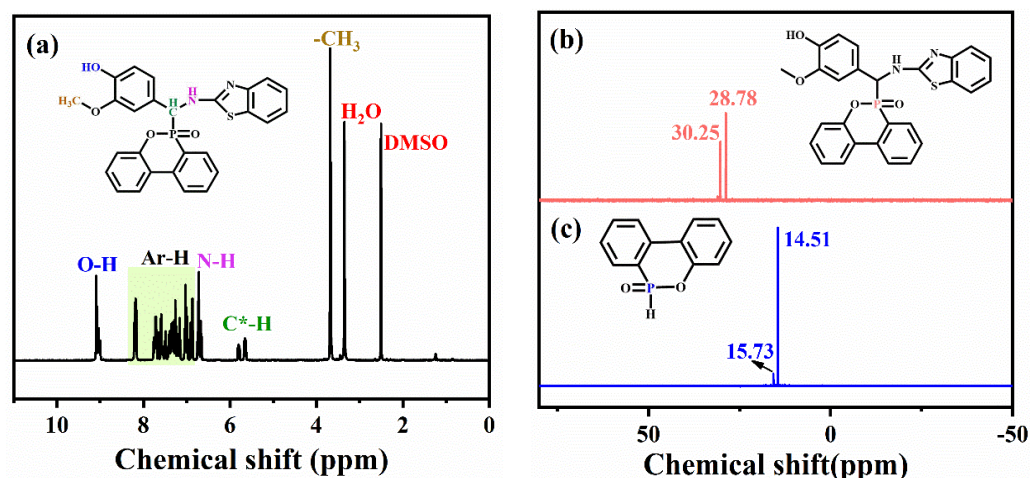 (a)
HO
H₃C
O
H
C
H
N
N
S
O
P
O
-CH₃
H₂O
DMSO
O-H
Ar-H
N-H
C*-H
10
8
6
4
2
0
Chemical shift (ppm)
(b)
HO
O
H
N
N
S
O
P
O
28.78
30.25
(c)
O
P
O
H
14.51
15.73
50
0
-50
Chemical shift(ppm)